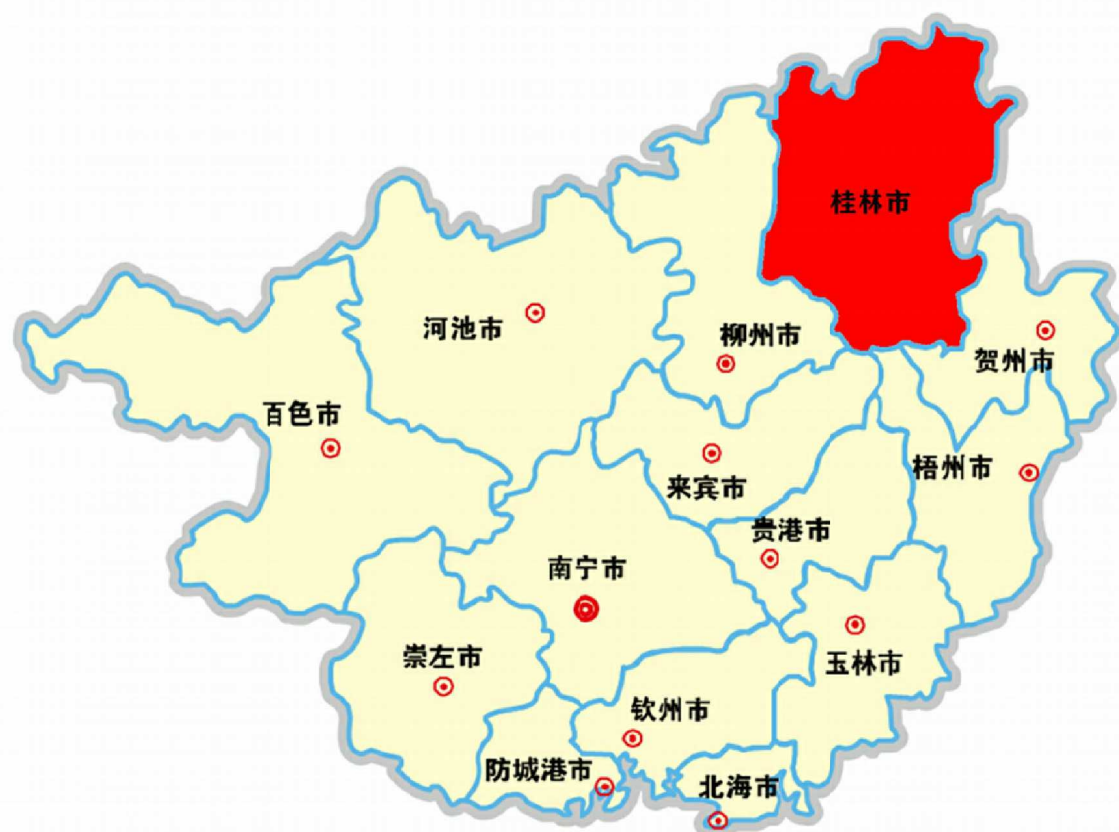 桂林市
河池市
柳州市
贺州市
百色市
来宾市
梧州市
贵港市
南宁市
崇左市
玉林市
钦州市
防城港市
北海市